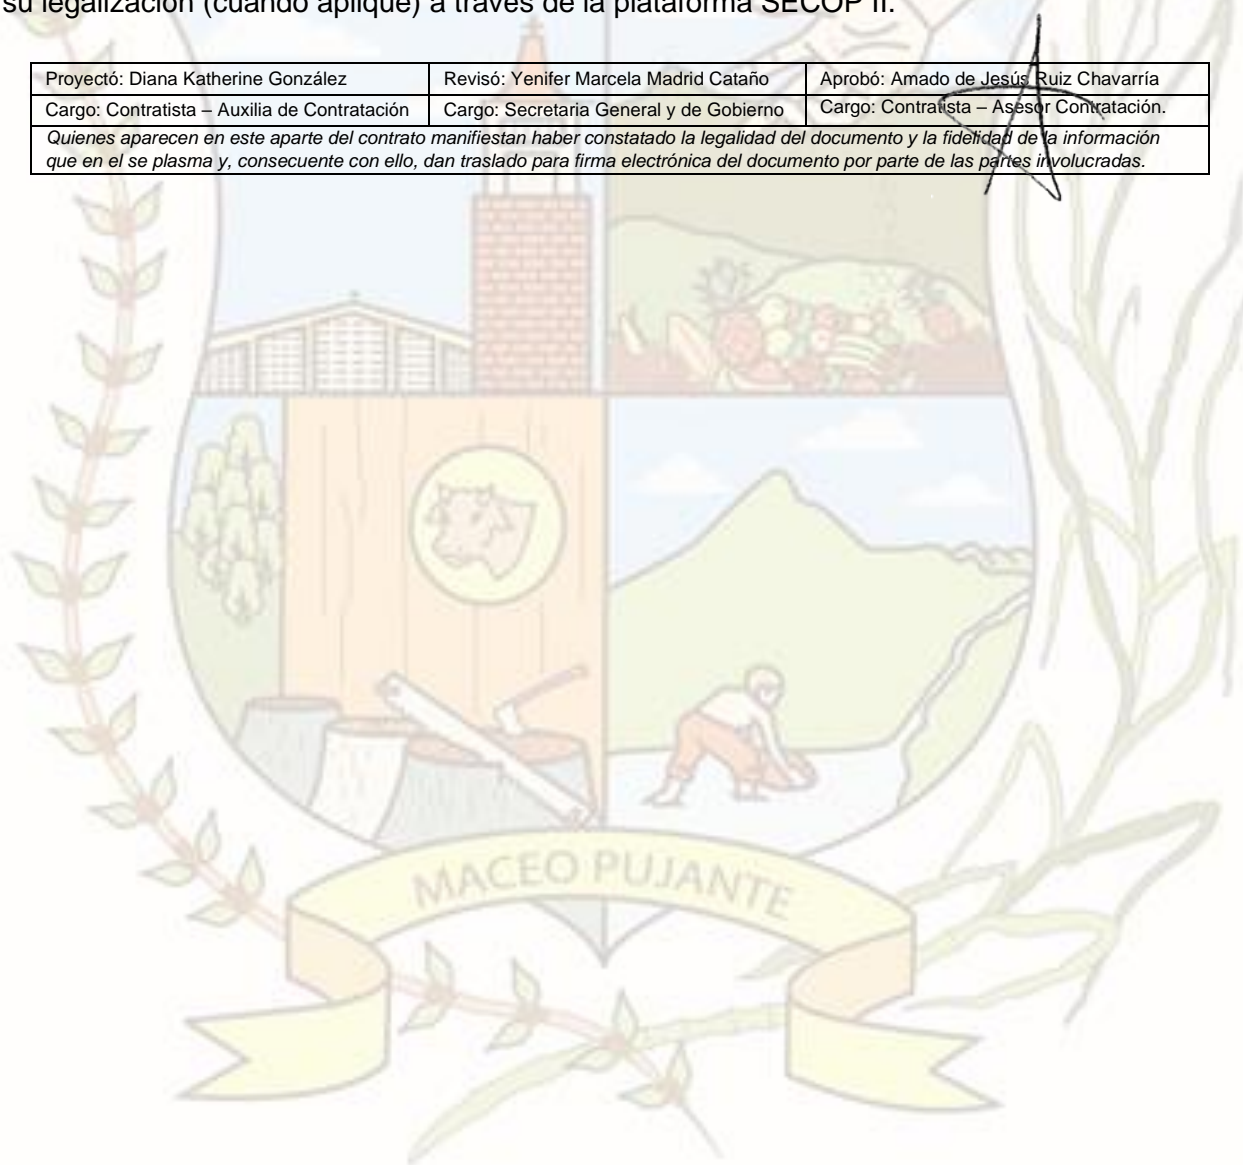 su legalización (cuando aplique) a través de la plataforma SECOP II.
Proyectó: Diana Katherine González Revisó: Yenifer Marcela Madrid Cataño Aprobó: Amado de Jesús Ruiz Chavarría
Cargo: Contratista – Auxilia de Contratación Cargo: Secretaria General y de Gobierno Cargo: Contratista – Asesor Contratación.
Quienes aparecen en este aparte del contrato manifiestan haber constatado la legalidad del documento y la fidelidad de la información
que en el se plasma y, consecuente con ello, dan traslado para firma electrónica del documento por parte de las partes involucradas.
MACEO PUJANTE